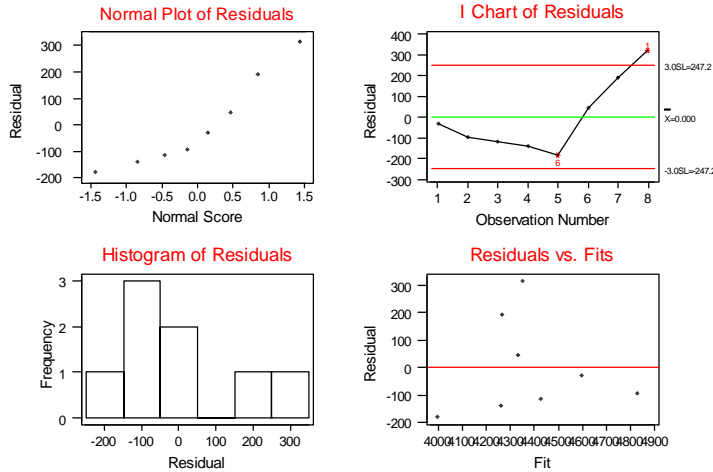 Normal Plot of Residuals
300
200
100
0
-100
-200
Residual
-1.5 -1.0 -0.5 0.0 0.5 1.0 1.5
Normal Score
I Chart of Residuals
400
300
200
100
0
-100
-200
-300
Residual
1
6
3.0SL=247.2
X=0.000
-3.0SL=-247.2
1 2 3 4 5 6 7 8
Observation Number
Histogram of Residuals
3
2
1
0
Frequency
-200 -100 0 100 200 300
Residual
Residuals vs. Fits
300
200
100
0
-100
-200
Residual
4000 4100 4200 4300 4400 4500 4600 4700 4800 4900
Fit